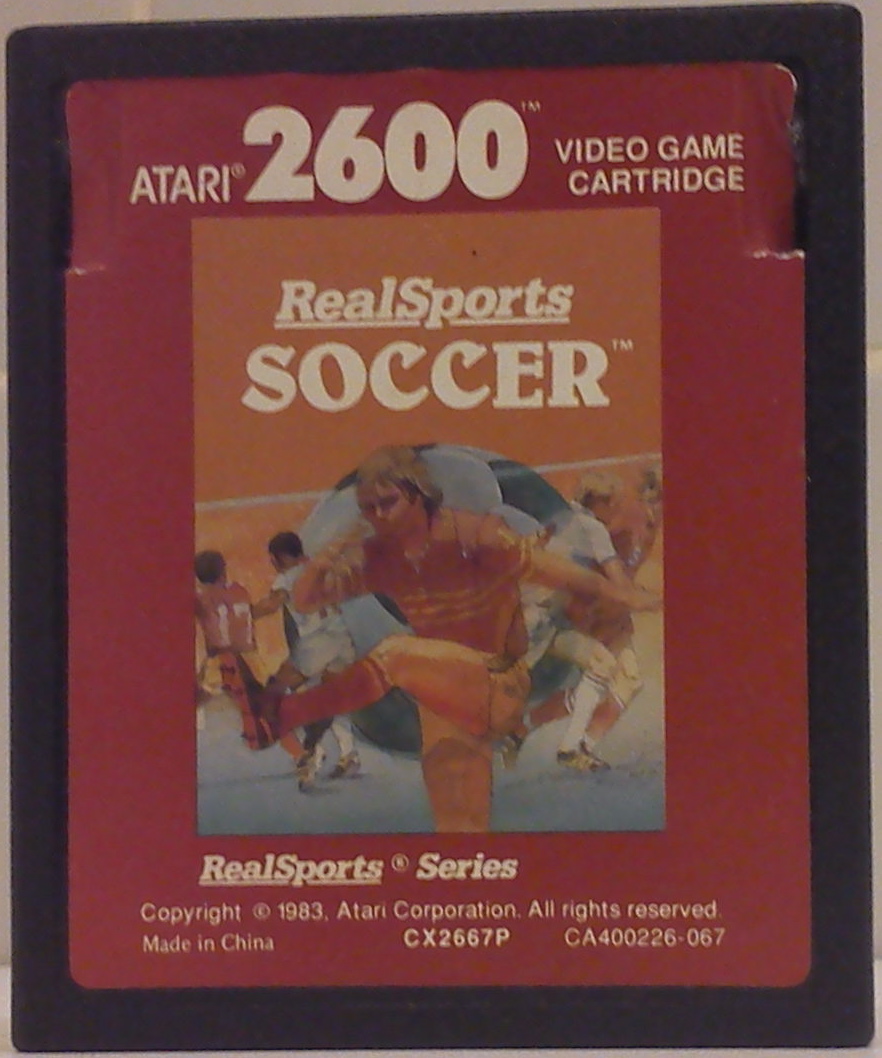 ATARI® 2600™ VIDEO GAME
CARTRIDGE
RealSports
SOCCER™
17
RealSports® Series
Copyright © 1983, Atari Corporation. All rights reserved.
Made in China CX2667P CA400226-067